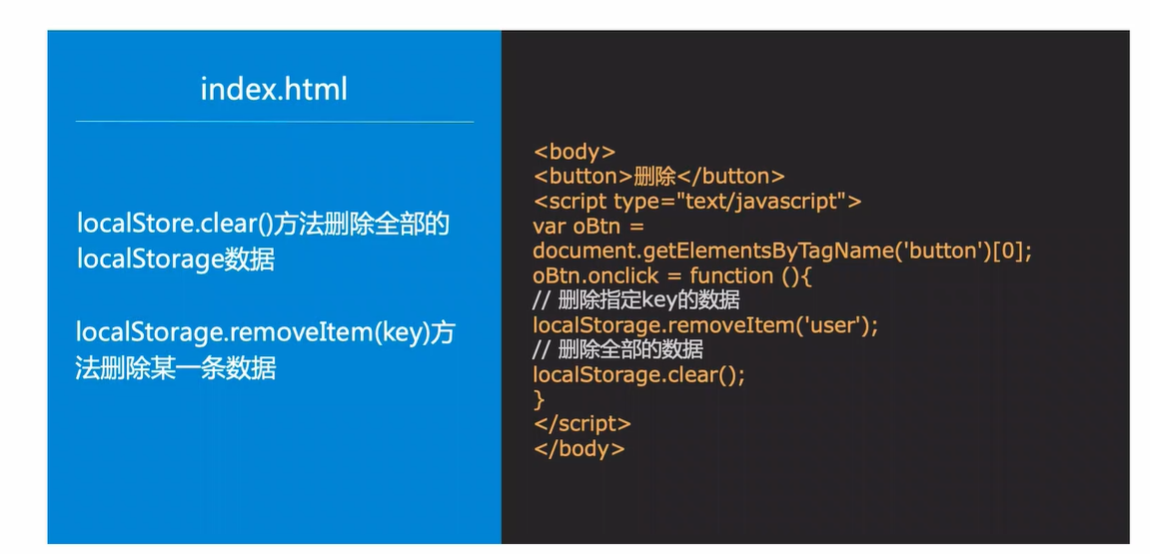 index.html
localStore.clear()方法删除全部的
localStorage数据
localStorage.removeItem(key)方
法删除某一条数据
<body>
<button>删除</button>
<script type="text/javascript">
var oBtn =
document.getElementsByTagName('button')[0];
oBtn.onclick = function (){
// 删除指定key的数据
localStorage.removeItem('user');
// 删除全部的数据
localStorage.clear();
}
</script>
</body>